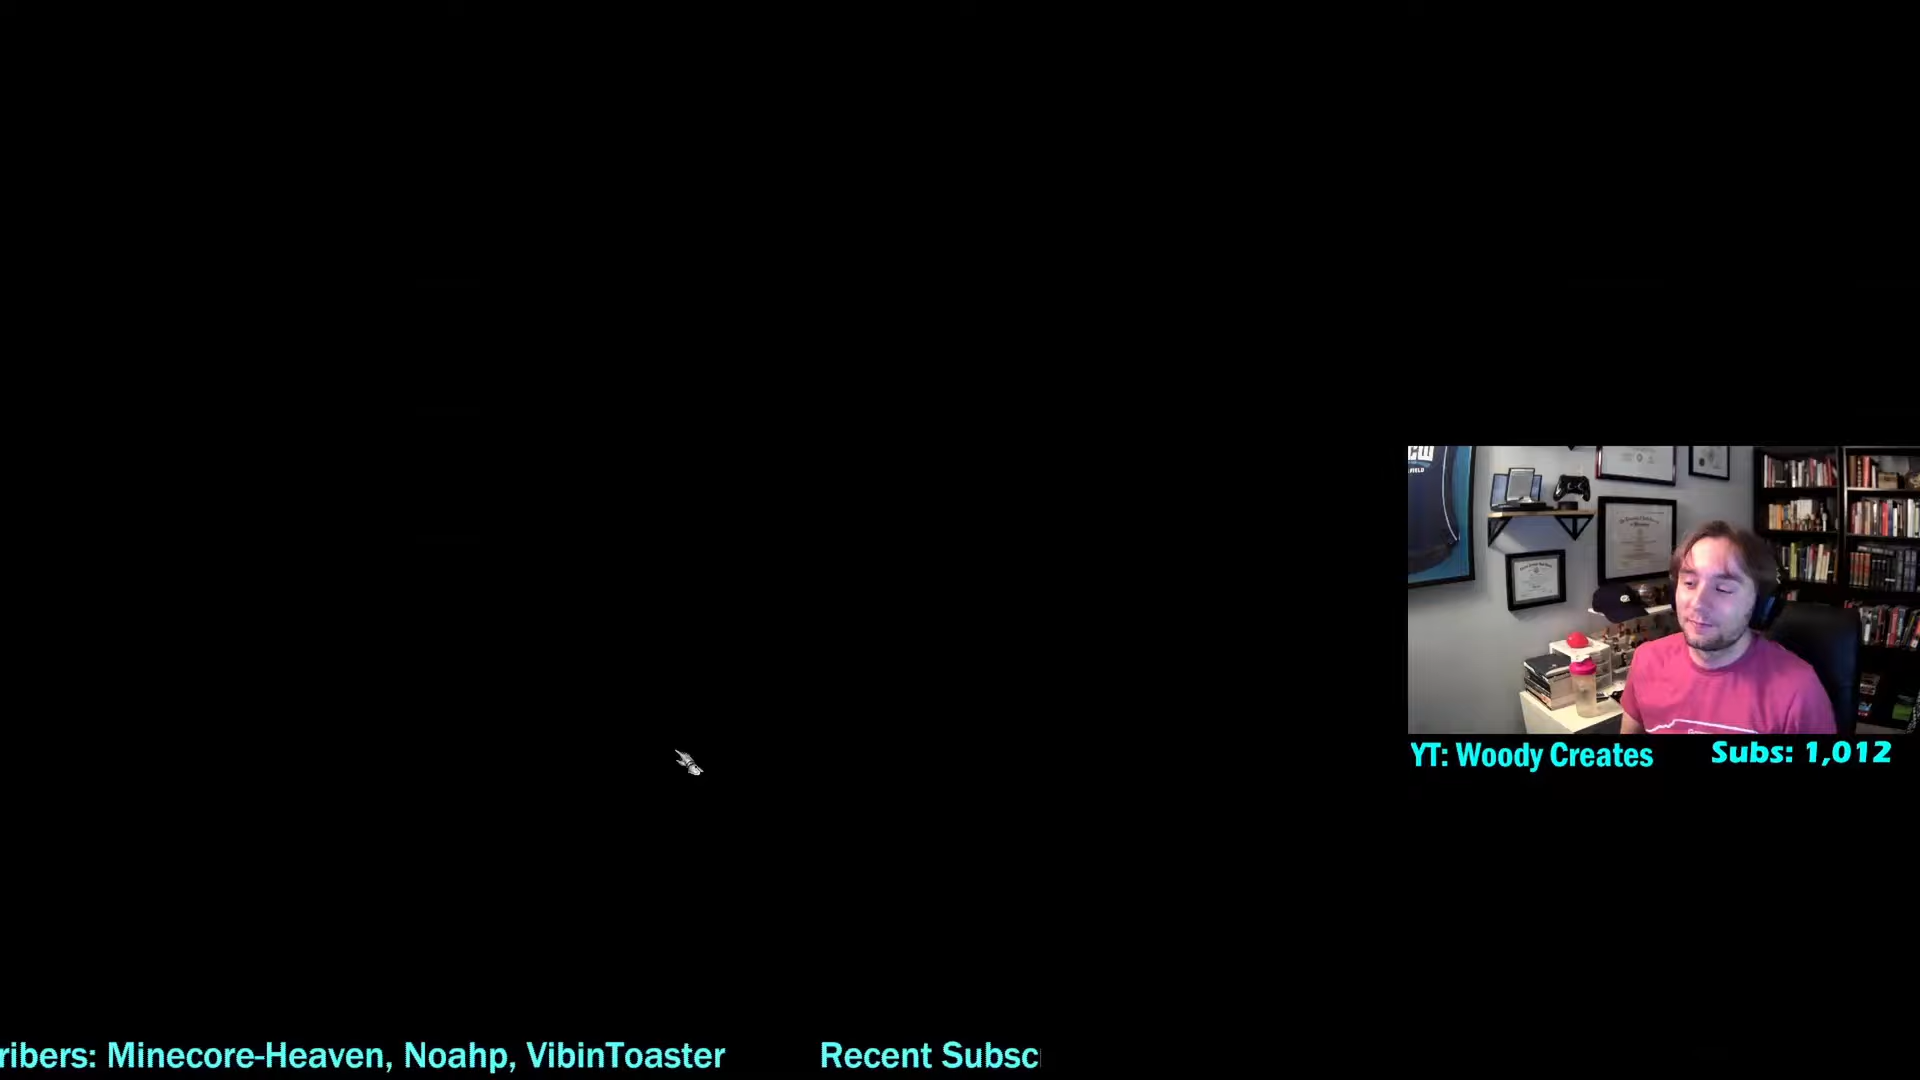 YT: Woody Creates
Subs: 1,012
ribers: Minecore-Heaven, Noahp, VibinToaster
Recent Subsc